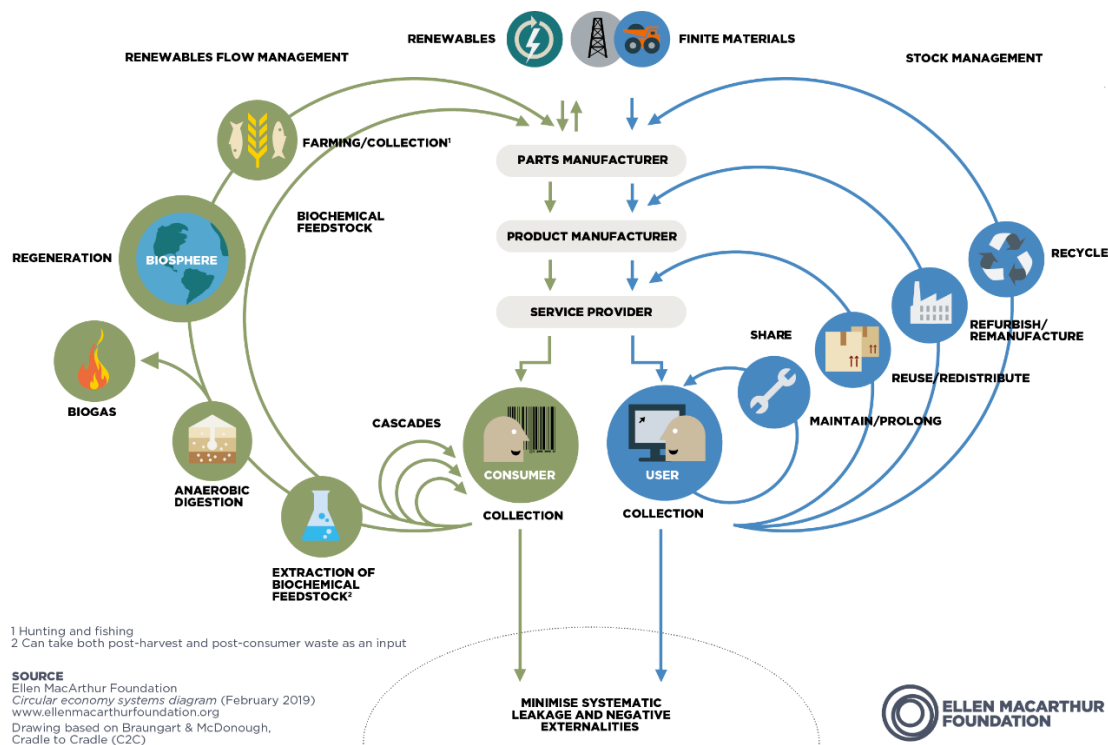 RENEWABLES
FINITE MATERIALS
RENEWABLES FLOW MANAGEMENT
STOCK MANAGEMENT
FARMING/COLLECTION¹
PARTS MANUFACTURER
BIOCHEMICAL
FEEDSTOCK
PRODUCT MANUFACTURER
REGENERATION
BIOSPHERE
RECYCLE
SERVICE PROVIDER
SHARE
REFURBISH/
REMANUFACTURE
REUSE/REDISTRIBUTE
BIOGAS
CASCADES
MAINTAIN/PROLONG
CONSUMER
USER
ANAEROBIC
DIGESTION
COLLECTION
COLLECTION
EXTRACTION OF
BIOCHEMICAL
FEEDSTOCK²
1 Hunting and fishing
2 Can take both post-harvest and post-consumer waste as an input
SOURCE
Ellen MacArthur Foundation
Circular economy systems diagram (February 2019)
www.ellenmacarthurfoundation.org
Drawing based on Braungart & McDonough,
Cradle to Cradle (C2C)
MINIMISE SYSTEMATIC
LEAKAGE AND NEGATIVE
EXTERNALITIES
ELLEN MACARTHUR
FOUNDATION